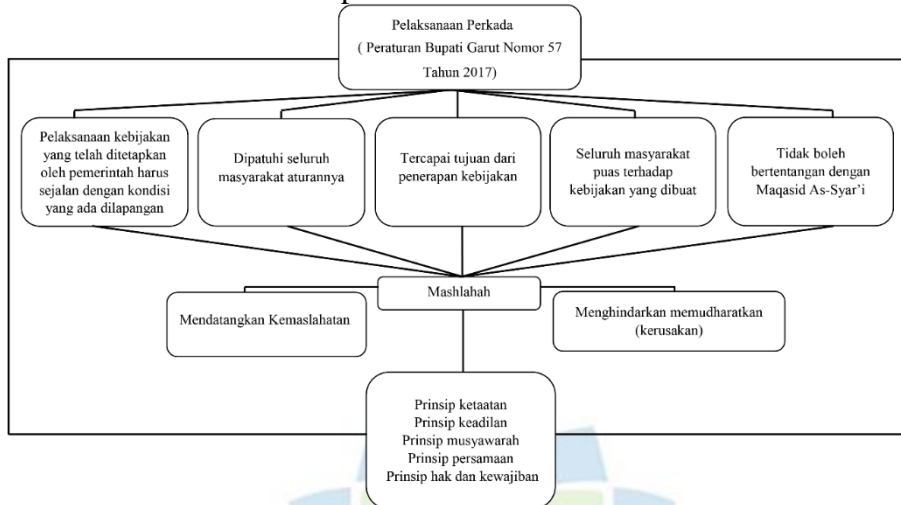 Pelaksanaan Perkada
( Peraturan Bupati Garut Nomor 57
Tahun 2017)
Pelaksanaan kebijakan
yang telah ditetapkan
oleh pemerintah harus
sejalan dengan kondisi
yang ada dilapangan
Dipatuhi seluruh
masyarakat aturannya
Tercapai tujuan dari
penerapan kebijakan
Seluruh masyarakat
puas terhadap
kebijakan yang dibuat
Tidak boleh
bertentangan dengan
Maqasid As-Syar'i
Mashlahah
Mendatangkan Kemaslahatan
Menghindarkan memudharatkan
(kerusakan)
Prinsip ketaatan
Prinsip keadilan
Prinsip musyawarah
Prinsip persamaan
Prinsip hak dan kewajiban